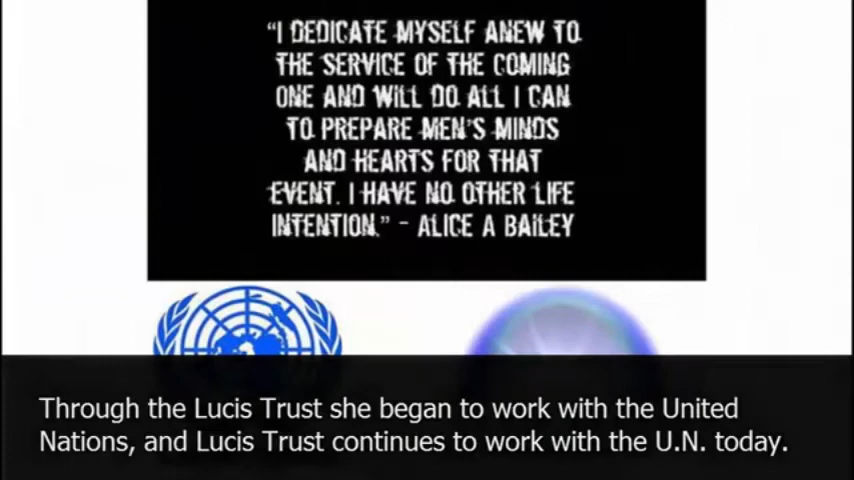 “I DEDICATE MYSELF ANEW TO
THE SERVICE OF THE COMING
ONE AND WILL DO ALL I CAN
TO PREPARE MEN’S MINDS
AND HEARTS FOR THAT
EVENT. I HAVE NO OTHER LIFE
INTENTION.” - ALICE A BAILEY
Through the Lucis Trust she began to work with the United
Nations, and Lucis Trust continues to work with the U.N. today.